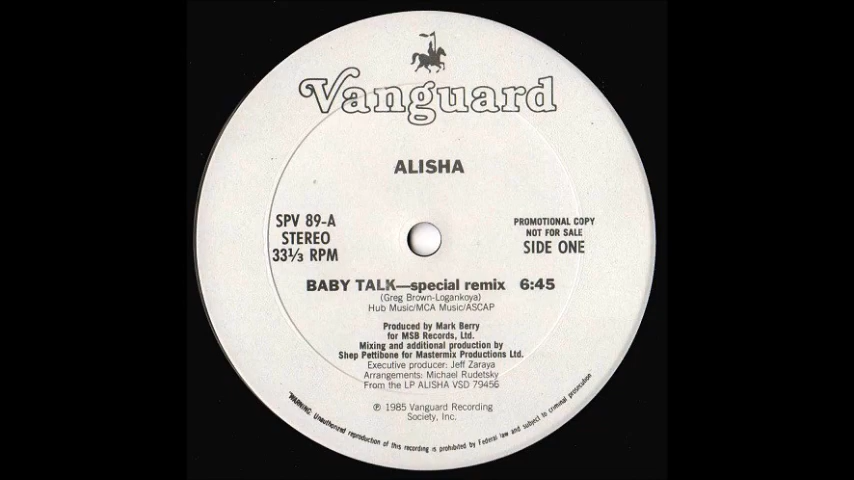 Vanguard
ALISHA
SPV 89-A
STEREO
33⅓ RPM
PROMOTIONAL COPY
NOT FOR SALE
SIDE ONE
BABY TALK—special remix 6:45
(Greg Brown-Logankoya)
Hub Music/MCA Music/ASCAP
Produced by Mark Berry
for MSB Records, Ltd.
Mixing and additional production by
Shep Pettibone for Mastermix Productions Ltd.
Executive producer: Jeff Zaraya
Arrangements: Michael Rudetsky
From the LP ALISHA VSD 79456
℗ 1985 Vanguard Recording
Society, Inc.
"WARNING: Unauthorized reproduction of this recording is prohibited by Federal law and subject to criminal prosecution